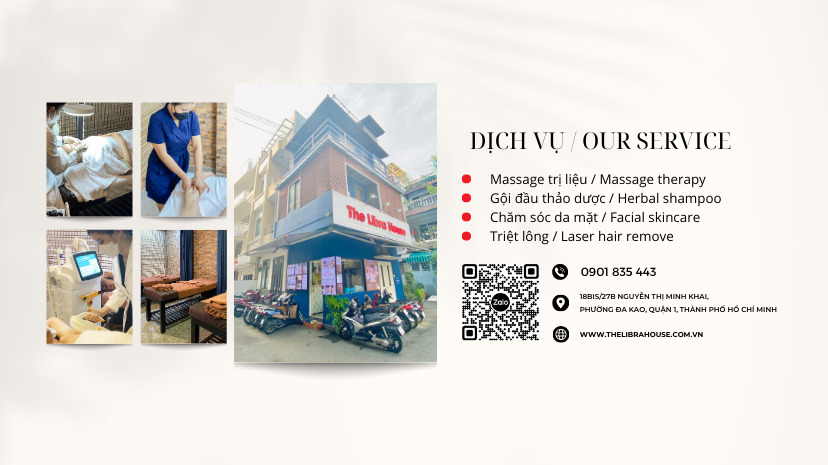 The Libra House
DỊCH VỤ / OUR SERVICE
Massage trị liệu / Massage therapy
Gội đầu thảo dược / Herbal shampoo
Chăm sóc da mặt / Facial skincare
Triệt lông / Laser hair remove
Zalo
0901 835 443
18BIS/27B NGUYỄN THỊ MINH KHAI,
PHƯỜNG ĐA KAO, QUẬN 1, THÀNH PHỐ HỒ CHÍ MINH
WWW.THELIBRAHOUSE.COM.VN